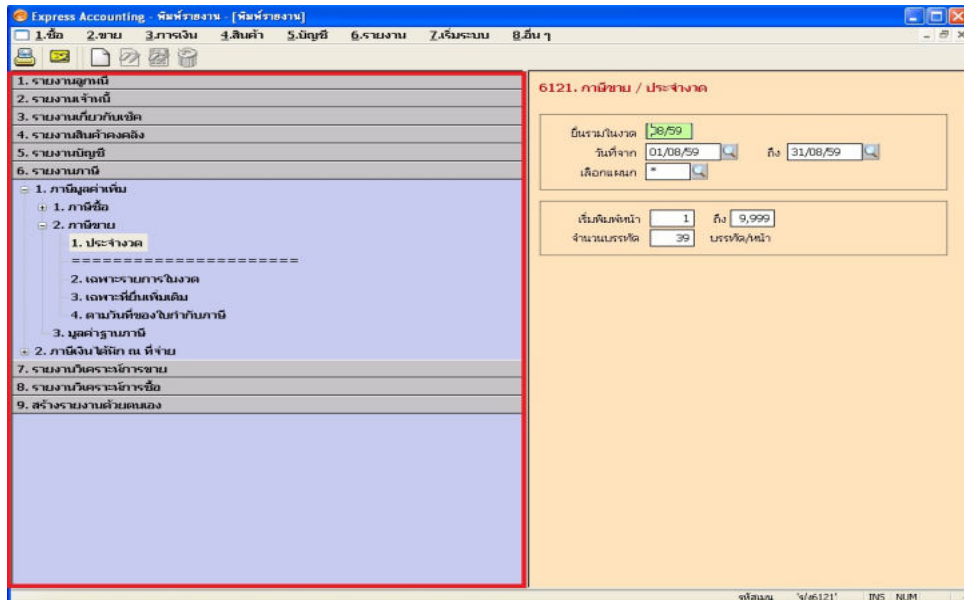 Express Accounting - พิมพ์รายงาน - [พิมพ์รายงาน]
1.ซื้อ 2.ขาย 3.การเงิน 4.สินค้า 5.บัญชี 6.รายงาน 7.เริ่มระบบ 8.อื่น ๆ
1. รายงานลูกหนี้
2. รายงานเจ้าหนี้
3. รายงานเกี่ยวกับเช็ค
4. รายงานสินค้าคงคลัง
5. รายงานบัญชี
6. รายงานภาษี
1. ภาษีมูลค่าเพิ่ม
1. ภาษีซื้อ
2. ภาษีขาย
1. ประจำงวด
=======================
2. เฉพาะรายการในงวด
3. เฉพาะที่ยื่นเพิ่มเติม
4. ตามวันที่ของใบกำกับภาษี
3. มูลค่าฐานภาษี
2. ภาษีเงินได้หัก ณ ที่จ่าย
7. รายงานวิเคราะห์การขาย
8. รายงานวิเคราะห์การซื้อ
9. สร้างรายงานด้วยตนเอง
6121. ภาษีขาย / ประจำงวด
ยื่นรวมในงวด 08/59
วันที่จาก 01/08/59 ถึง 31/08/59
เลือกแผนก *
เริ่มพิมพ์หน้า 1 ถึง 9,999
จำนวนบรรทัด 39 บรรทัด/หน้า
รหัสเมนู 's/s6121' INS NUM